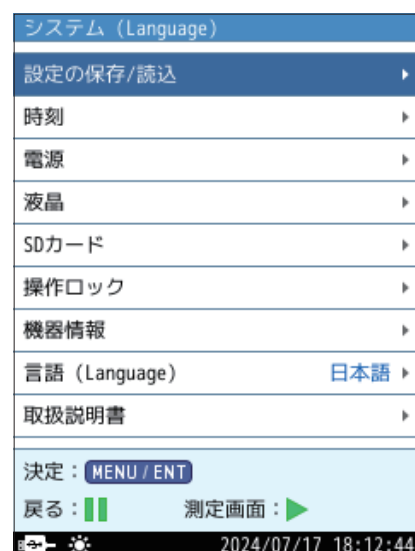 システム (Language)
設定の保存/読込
時刻
電源
液晶
SDカード
操作ロック
機器情報
言語 (Language) 日本語
取扱説明書
決定：MENU/ENT
戻る： 測定画面：
2024/07/17 18:12:44